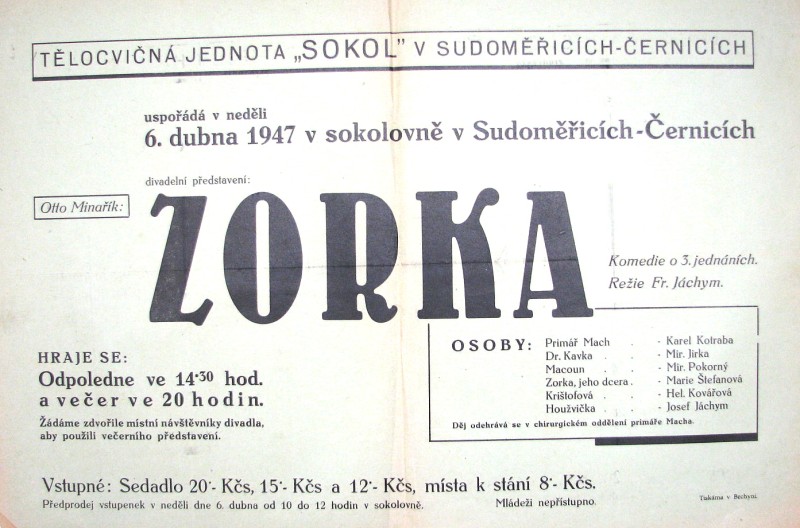 TĚLOCVIČNÁ JEDNOTA „SOKOL" V SUDOMĚŘICÍCH-ČERNICÍCH
uspořádá v neděli
6. dubna 1947 v sokolovně v Sudoměřicích-Černicích
divadelní představení:
Otto Minařík:
ZORKA
Komedie o 3. jednáních.
Režie Fr. Jáchym.
HRAJE SE:
Odpoledne ve 14·30 hod.
a večer ve 20 hodin.
Žádáme zdvořile místní návštěvníky divadla,
aby použili večerního představení.
OSOBY:
Primář Mach . - Karel Kotraba
Dr. Kavka . . - Mir. Jirka
Macoun . . - Mir. Pokorný
Zorka, jeho dcera . - Marie Štefanová
Krištofová . . - Hel. Kovářová
Houžvička . . - Josef Jáchym
Děj odehrává se v chirurgickém oddělení primáře Macha.
Vstupné: Sedadlo 20·- Kčs, 15·- Kčs a 12·- Kčs, místa k stání 8·- Kčs.
Předprodej vstupenek v neděli dne 6. dubna od 10 do 12 hodin v sokolovně. Mládeži nepřístupno.
Tiskárna v Bechyni.